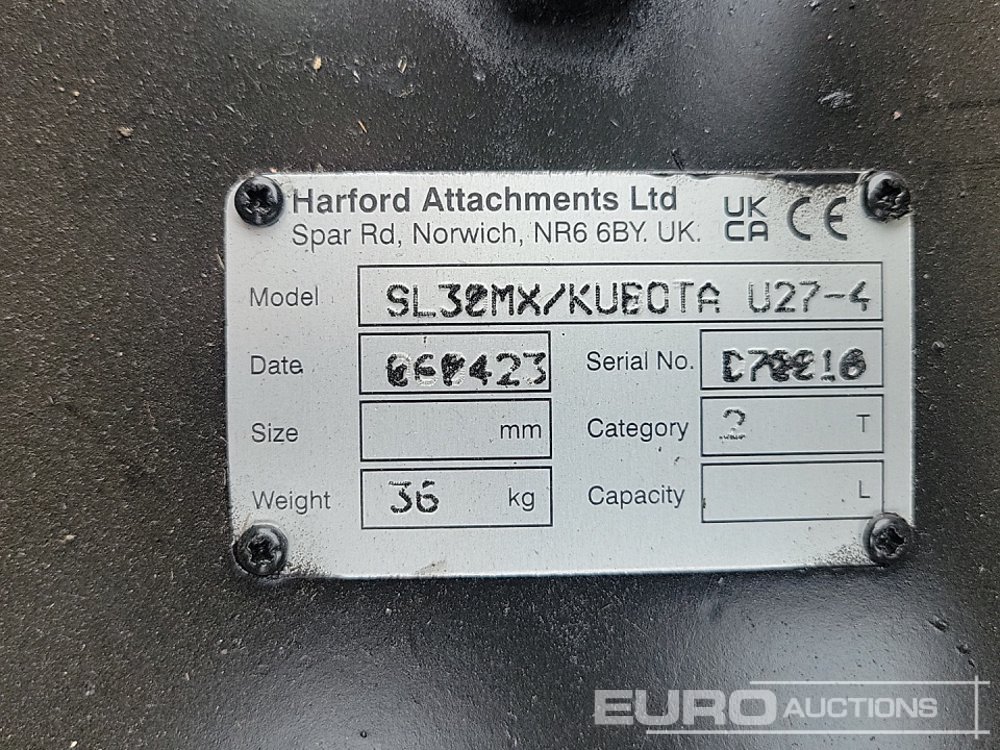 Harford Attachments Ltd
Spar Rd, Norwich, NR6 6BY. UK.
UK
CA CE
Model SL30MX/KUBOTA U27-4
Date
Serial No.
Size mm
Category 2 T
Weight 36 kg
Capacity L
EURO AUCTIONS